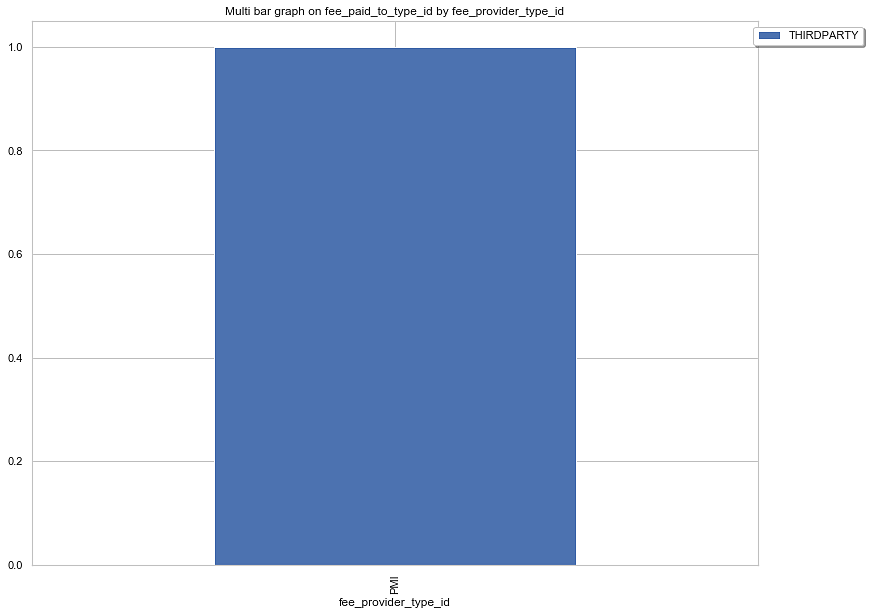 Multi bar graph on fee_paid_to_type_id by fee_provider_type_id
THIRDPARTY
1.0
0.8
0.6
0.4
0.2
0.0
PMI
fee_provider_type_id